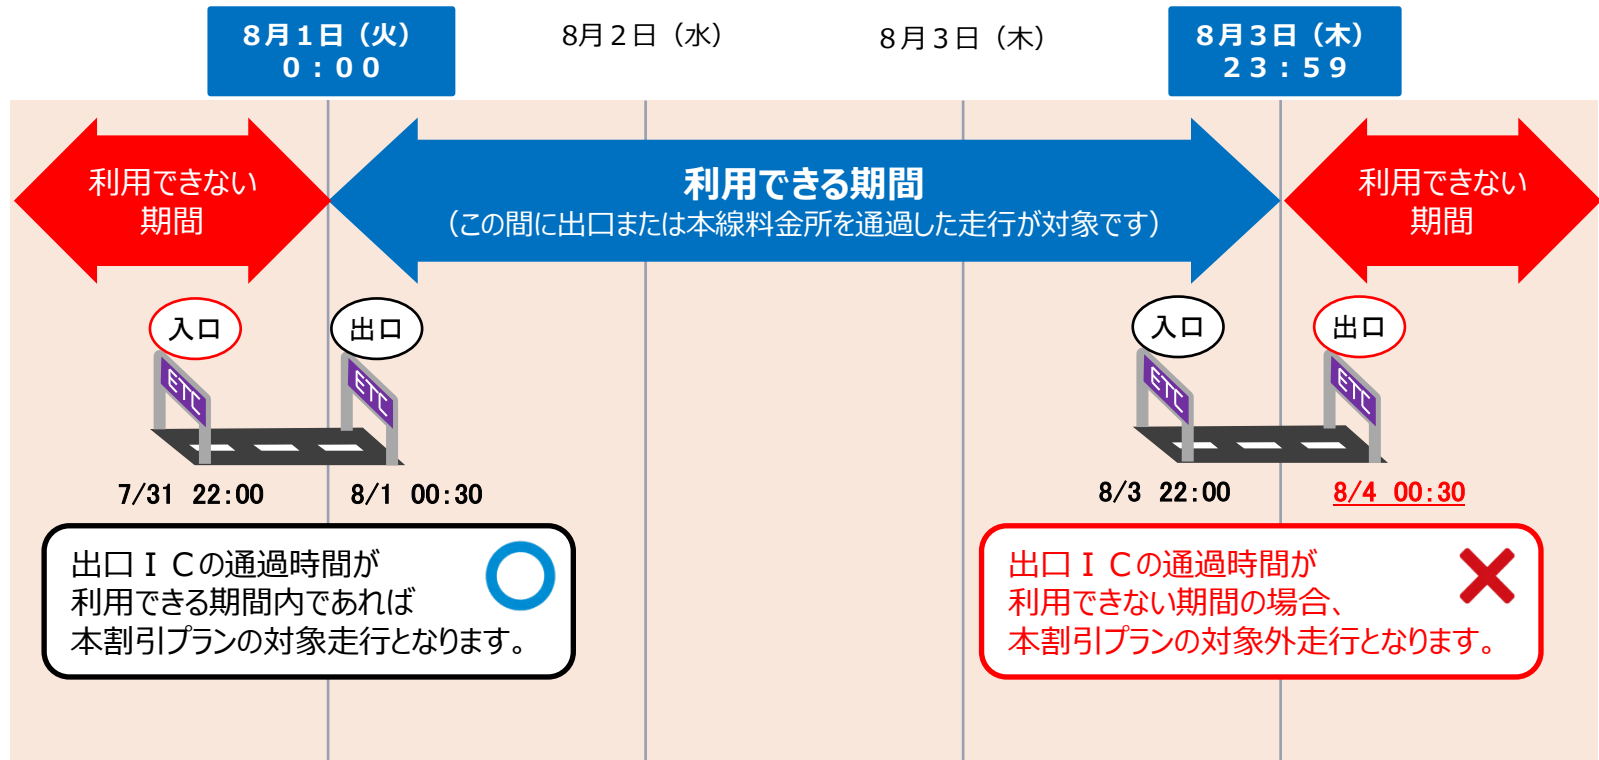 ８月１日（火）
０：００
8月２日（水）
８月３日（木）
８月３日（木）
２３：５９
利用できない
期間
利用できる期間
（この間に出口または本線料金所を通過した走行が対象です）
利用できない
期間
入口
出口
入口
出口
ETC
ETC
ETC
ETC
7/31 22:00
8/1 00:30
8/3 22:00
8/4 00:30
出口ＩＣの通過時間が
利用できる期間内であれば
本割引プランの対象走行となります。
出口ＩＣの通過時間が
利用できない期間の場合、
本割引プランの対象外走行となります。